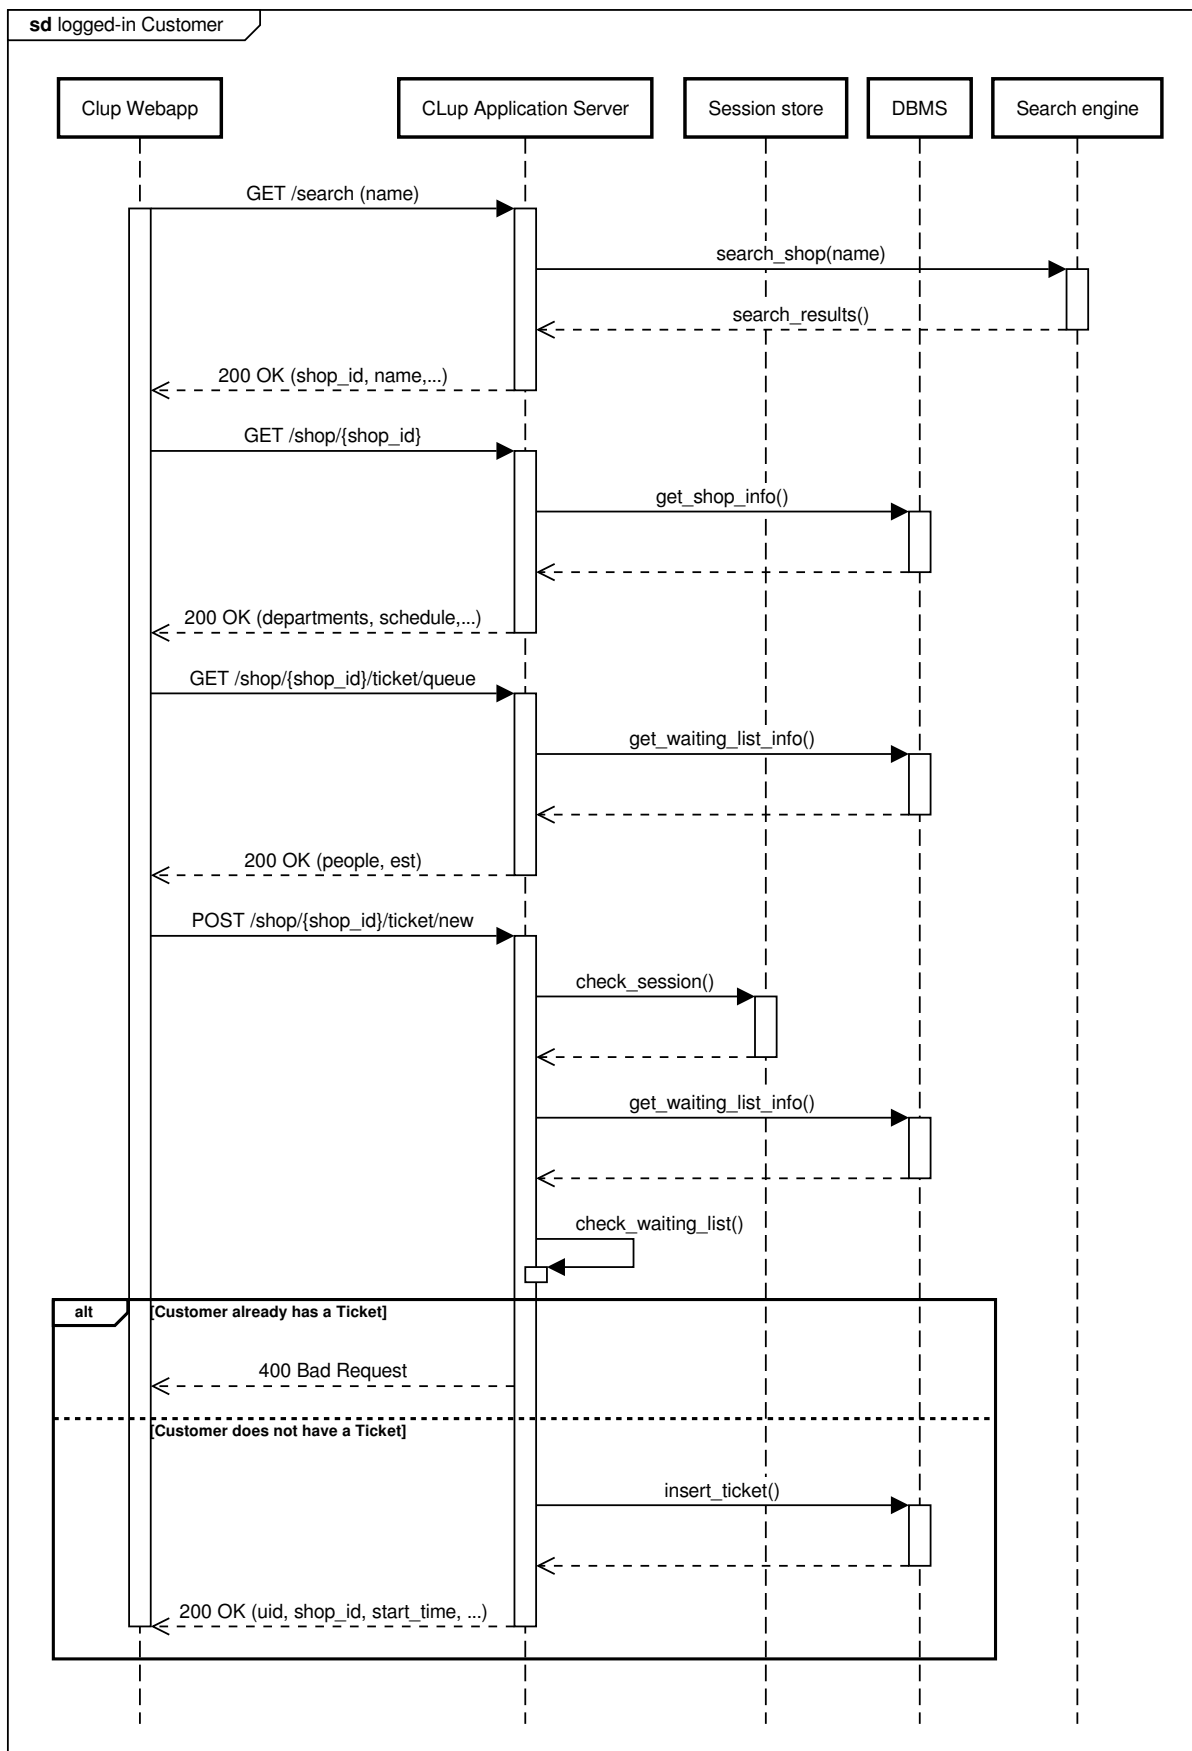 sd logged-in Customer
Clup Webapp
CLup Application Server
Session store
DBMS
Search engine
GET /search (name)
search_shop(name)
search_results()
200 OK (shop_id, name,...)
GET /shop/{shop_id}
get_shop_info()
200 OK (departments, schedule,...)
GET /shop/{shop_id}/ticket/queue
get_waiting_list_info()
200 OK (people, est)
POST /shop/{shop_id}/ticket/new
check_session()
get_waiting_list_info()
check_waiting_list()
alt
[Customer already has a Ticket]
400 Bad Request
[Customer does not have a Ticket]
insert_ticket()
200 OK (uid, shop_id, start_time, ...)